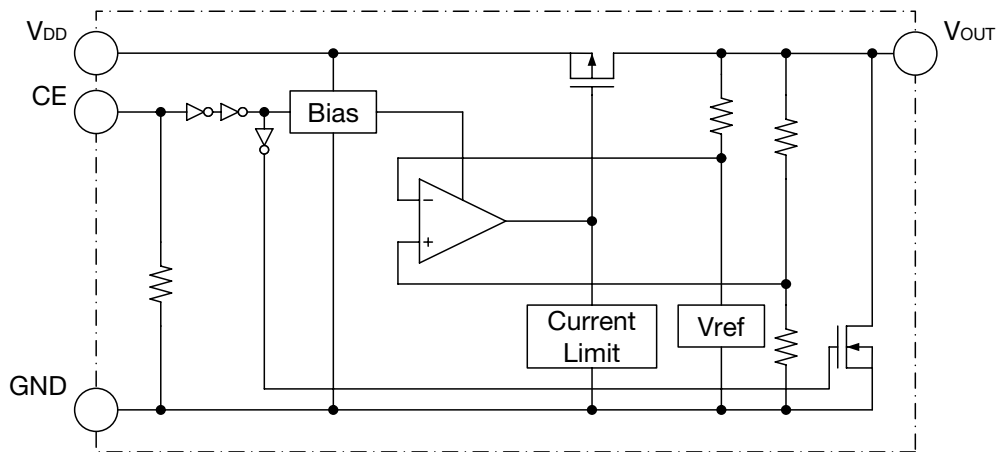 VDD
VOUT
CE
Bias
−
+
Current
Limit
Vref
GND